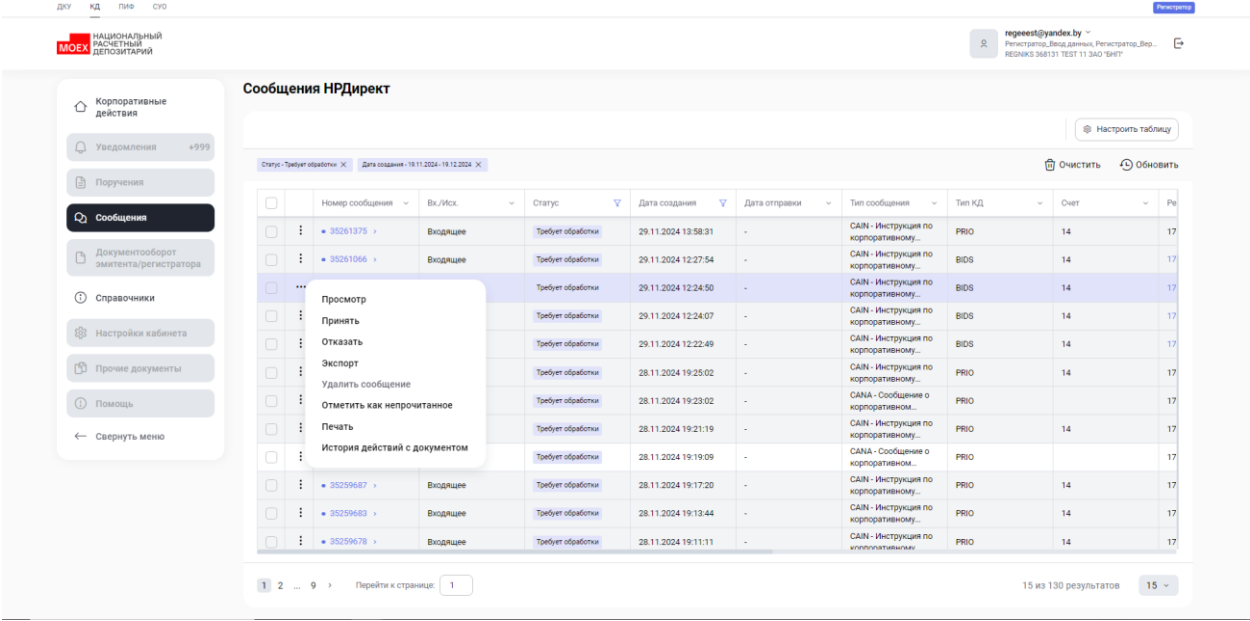 ДКУ КД ПИФ СУО Регистратор
MOEX НАЦИОНАЛЬНЫЙ РАСЧЕТНЫЙ ДЕПОЗИТАРИЙ
regeeest@yandex.by
Регистратор_Ввод данных, Регистратор_Вер...
REGNIKS 368131 TEST 11 ЗАО "БНП"
Корпоративные действия
Уведомления +999
Поручения
Сообщения
Документооборот эмитента/регистратора
Справочники
Настройки кабинета
Прочие документы
Помощь
Свернуть меню
Сообщения НРДирект
Настроить таблицу
Статус - Требует обработки Дата создания - 19.11.2024 - 19.12.2024 Очистить Обновить
Номер сообщения Вх./Исх. Статус Дата создания Дата отправки Тип сообщения Тип КД Счет Ре
35261375 Входящее Требует обработки 29.11.2024 13:58:31 - CAIN - Инструкция по корпоративному... PRIO 14 17
35261066 Входящее Требует обработки 29.11.2024 12:27:54 - CAIN - Инструкция по корпоративному... BIDS 14 17
Требует обработки 29.11.2024 12:24:50 - CAIN - Инструкция по корпоративному... BIDS 14 17
Требует обработки 29.11.2024 12:24:07 - CAIN - Инструкция по корпоративному... BIDS 14 17
Требует обработки 29.11.2024 12:22:49 - CAIN - Инструкция по корпоративному... BIDS 14 17
Требует обработки 28.11.2024 19:25:02 - CAIN - Инструкция по корпоративному... PRIO 14 17
Требует обработки 28.11.2024 19:23:02 - CANA - Сообщение о корпоративном... PRIO 17
Требует обработки 28.11.2024 19:21:19 - CAIN - Инструкция по корпоративному... PRIO 14 17
Требует обработки 28.11.2024 19:19:09 - CANA - Сообщение о корпоративном... PRIO 17
35259687 Входящее Требует обработки 28.11.2024 19:17:20 - CAIN - Инструкция по корпоративному... PRIO 14 17
35259683 Входящее Требует обработки 28.11.2024 19:13:44 - CAIN - Инструкция по корпоративному... PRIO 14 17
35259678 Входящее Требует обработки 28.11.2024 19:11:11 - CAIN - Инструкция по корпоративному PRIO 14 17
Просмотр
Принять
Отказать
Экспорт
Удалить сообщение
Отметить как непрочитанное
Печать
История действий с документом
1 2 ... 9 Перейти к странице: 1 15 из 130 результатов 15